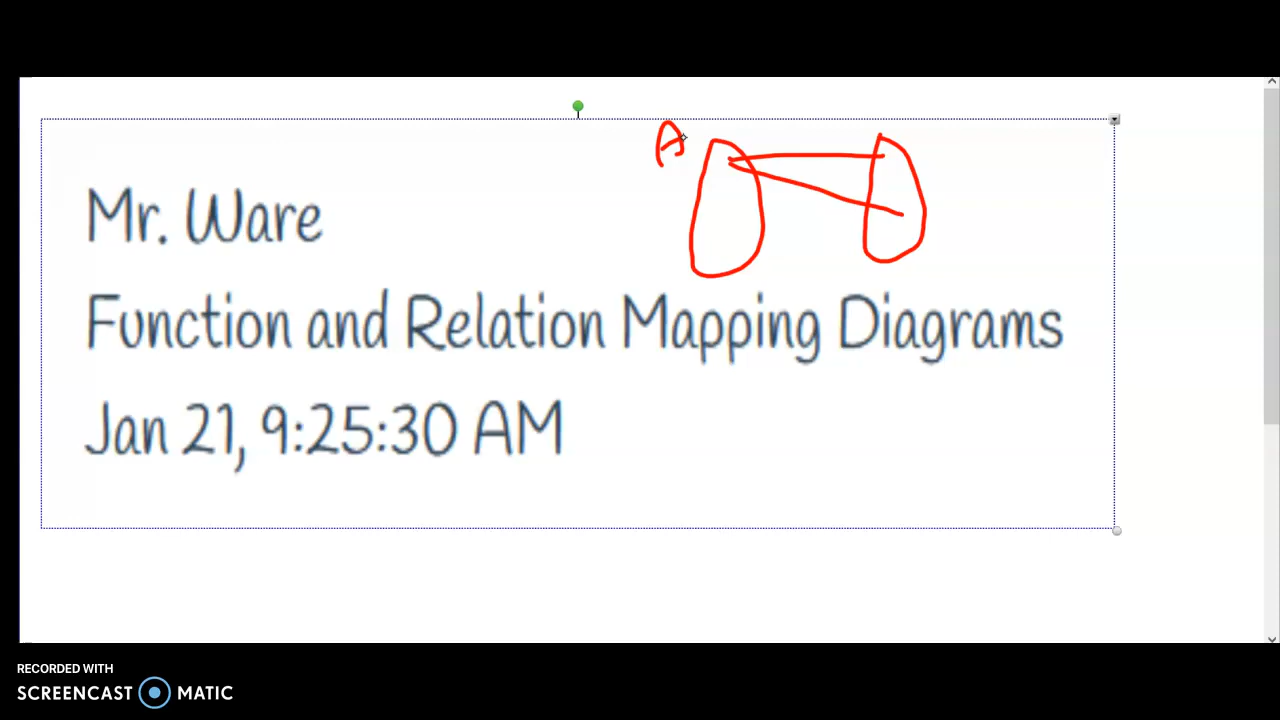 A
Mr. Ware
Function and Relation Mapping Diagrams
Jan 21, 9:25:30 AM
RECORDED WITH
SCREENCAST MATIC